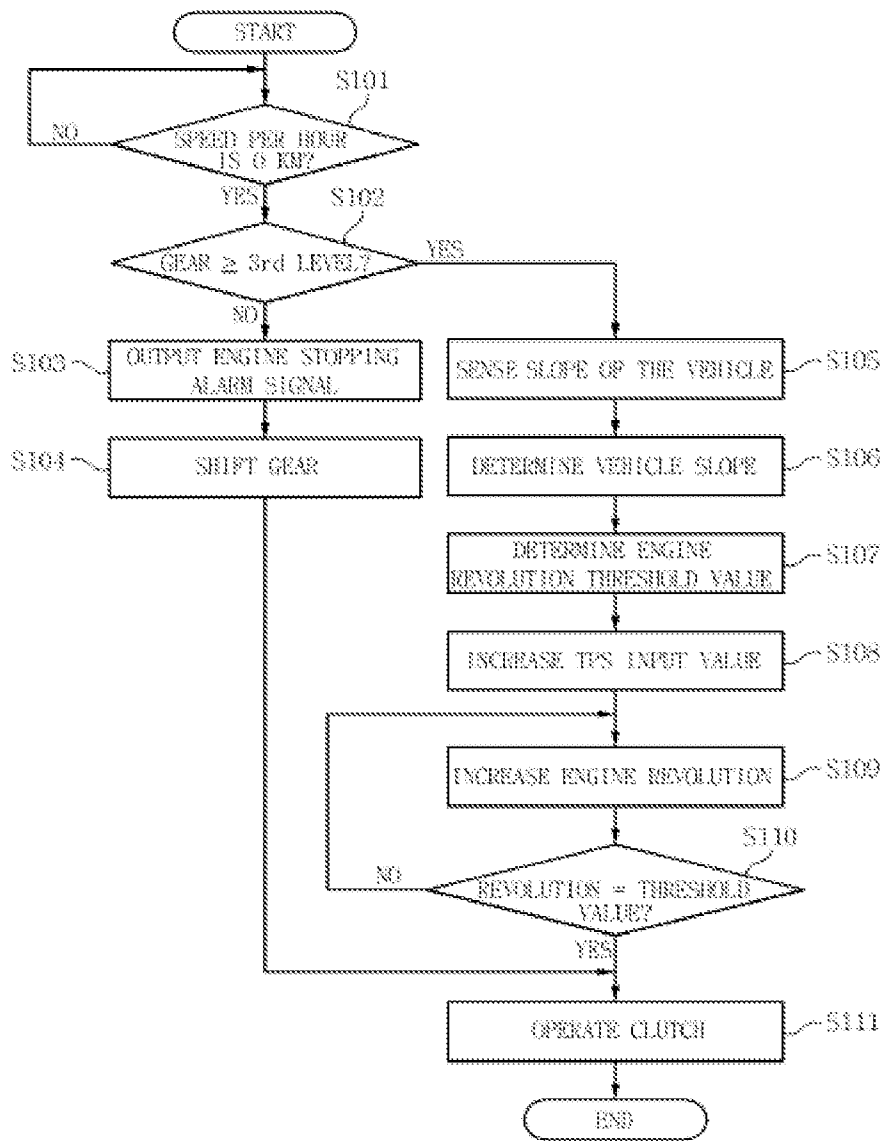 START
S101
SPEED PER HOUR
IS 0 KM?
NO
YES
S102
GEAR ≥ 3rd LEVEL?
YES
NO
S103
OUTPUT ENGINE STOPPING
ALARM SIGNAL
S105
SENSE SLOPE OF THE VEHICLE
S104
SHIFT GEAR
S106
DETERMINE VEHICLE SLOPE
S107
DETERMINE ENGINE
REVOLUTION THRESHOLD VALUE
S108
INCREASE TPS INPUT VALUE
S109
INCREASE ENGINE REVOLUTION
S110
NO
REVOLUTION = THRESHOLD
VALUE?
YES
S111
OPERATE CLUTCH
END